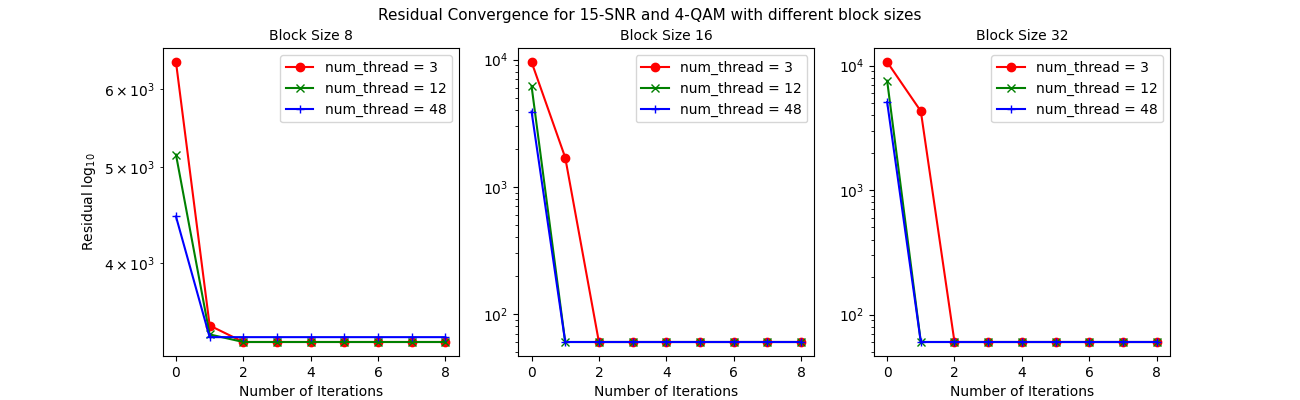 Residual Convergence for 15-SNR and 4-QAM with different block sizes
Block Size 8
Residual log₁₀
6 × 10³
5 × 10³
4 × 10³
num_thread = 3
num_thread = 12
num_thread = 48
0 2 4 6 8
Number of Iterations
Block Size 16
10⁴
10³
10²
num_thread = 3
num_thread = 12
num_thread = 48
0 2 4 6 8
Number of Iterations
Block Size 32
10⁴
10³
10²
num_thread = 3
num_thread = 12
num_thread = 48
0 2 4 6 8
Number of Iterations